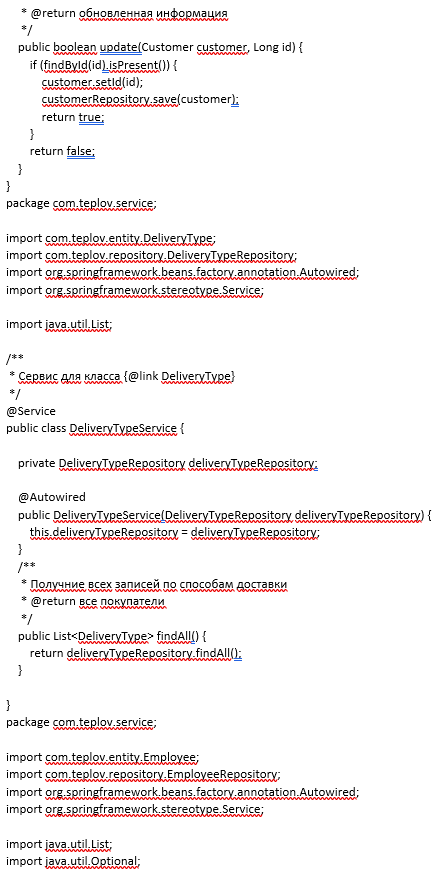 * @return обновленная информация
     */
    public boolean update(Customer customer, Long id) {
        if (findById(id).isPresent()) {
            customer.setId(id);
            customerRepository.save(customer);
            return true;
        }
        return false;
    }
}
package com.teplov.service;

import com.teplov.entity.DeliveryType;
import com.teplov.repository.DeliveryTypeRepository;
import org.springframework.beans.factory.annotation.Autowired;
import org.springframework.stereotype.Service;

import java.util.List;

/**
 * Сервис для класса {@link DeliveryType}
 */
@Service
public class DeliveryTypeService {

    private DeliveryTypeRepository deliveryTypeRepository;

    @Autowired
    public DeliveryTypeService(DeliveryTypeRepository deliveryTypeRepository) {
        this.deliveryTypeRepository = deliveryTypeRepository;
    }
    /**
     * Получние всех записей по способам доставки
     * @return все покупатели
     */
    public List<DeliveryType> findAll() {
        return deliveryTypeRepository.findAll();
    }

}
package com.teplov.service;

import com.teplov.entity.Employee;
import com.teplov.repository.EmployeeRepository;
import org.springframework.beans.factory.annotation.Autowired;
import org.springframework.stereotype.Service;

import java.util.List;
import java.util.Optional;